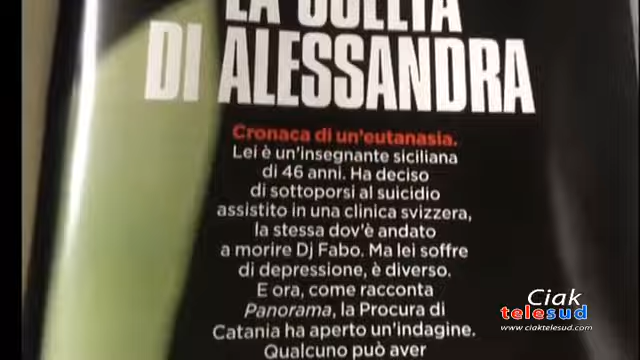 LA SCELTA
DI ALESSANDRA
Cronaca di un'eutanasia.
Lei è un'insegnante siciliana
di 46 anni. Ha deciso
di sottoporsi al suicidio
assistito in una clinica svizzera,
la stessa dov'è andato
a morire Dj Fabo. Ma lei soffre
di depressione, è diverso.
E ora, come racconta
Panorama, la Procura di
Catania ha aperto un'indagine.
Qualcuno può aver
Ciak
telesud
www.ciaktelesud.com